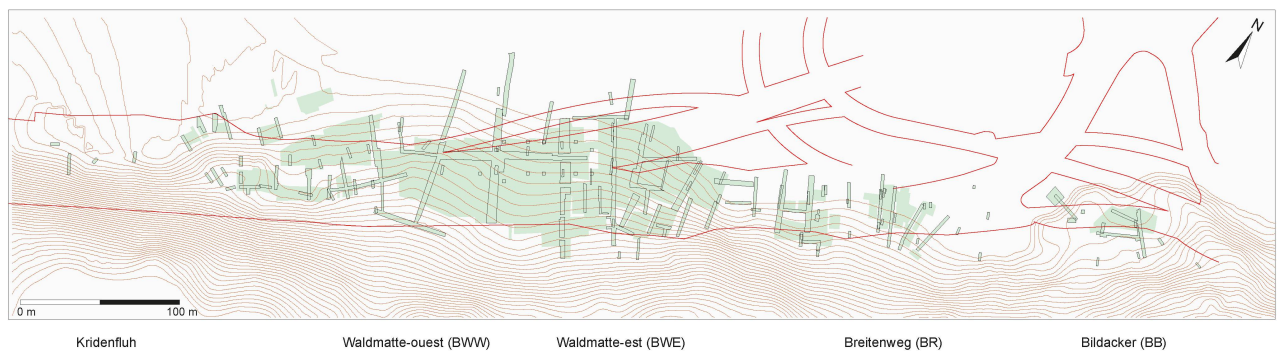 N
0 m 100 m
Kridenfluh Waldmatte-ouest (BWW) Waldmatte-est (BWE) Breitenweg (BR) Bildacker (BB)